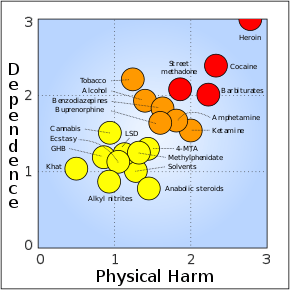 3
Heroin
Street
methadone
Cocaine
Tobacco
Alcohol
Barbiturates
2
Benzodiazepines
Buprenorphine
Amphetamine
Cannabis
LSD
Ketamine
Ecstasy
GHB
4-MTA
Methylphenidate
Khat
Solvents
1
Anabolic steroids
Alkyl nitrites
0
0
1
2
3
Dependence
Physical Harm